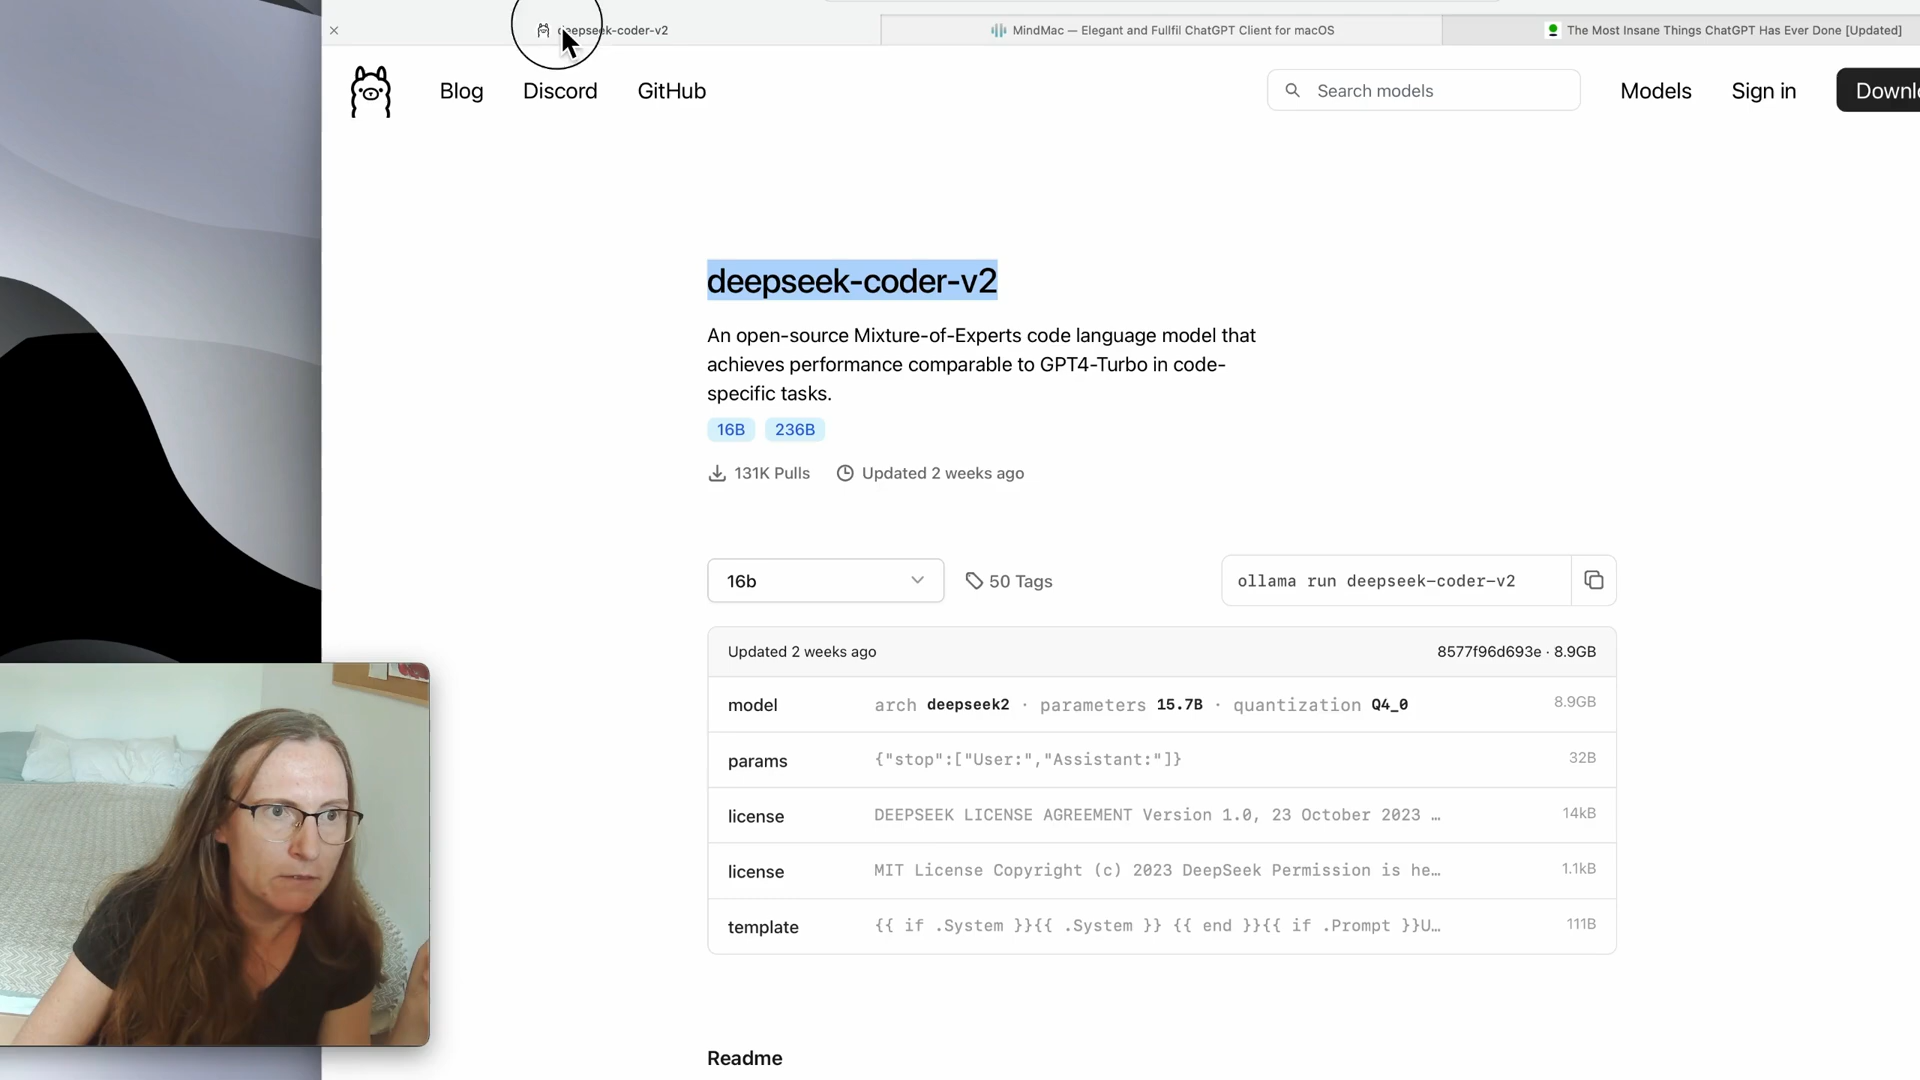 deepseek-coder-v2
MindMac — Elegant and Fullfil ChatGPT Client for macOS
The Most Insane Things ChatGPT Has Ever Done [Updated]
Blog
Discord
GitHub
Search models
Models
Sign in
Downlo
deepseek-coder-v2
An open-source Mixture-of-Experts code language model that
achieves performance comparable to GPT4-Turbo in code-
specific tasks.
16B
236B
131K Pulls
Updated 2 weeks ago
16b
50 Tags
ollama run deepseek-coder-v2
Updated 2 weeks ago
8577f96d693e · 8.9GB
model
arch deepseek2 · parameters 15.7B · quantization Q4_0
8.9GB
params
{"stop":["User:","Assistant:"]}
32B
license
DEEPSEEK LICENSE AGREEMENT Version 1.0, 23 October 2023 …
14kB
license
MIT License Copyright (c) 2023 DeepSeek Permission is he…
1.1kB
template
{{ if .System }}{{ .System }} {{ end }}{{ if .Prompt }}U…
111B
Readme